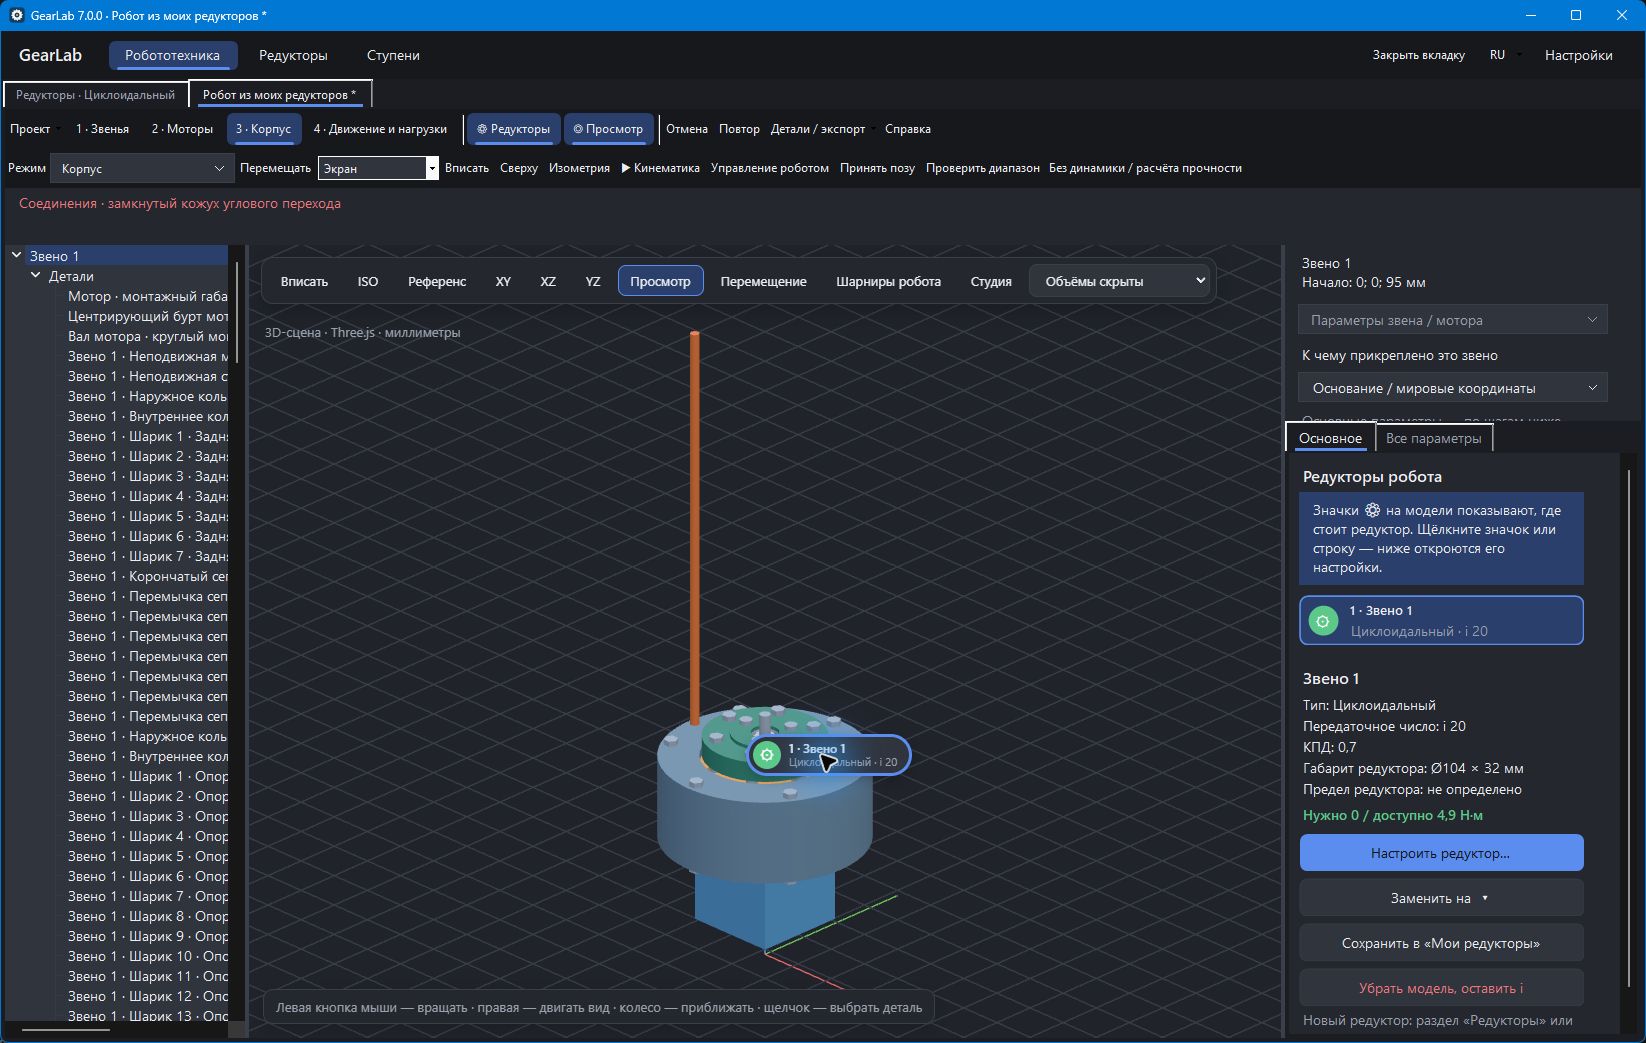 GearLab 7.0.0 · Робот из моих редукторов *
GearLab
Робототехника
Редукторы
Ступени
Закрыть вкладку
RU
Настройки
Редукторы · Циклоидальный
Робот из моих редукторов *
Проект
1 · Звенья
2 · Моторы
3 · Корпус
4 · Движение и нагрузки
Редукторы
Просмотр
Отмена
Повтор
Детали / экспорт
Справка
Режим
Корпус
Перемещать
Экран
Вписать
Сверху
Изометрия
▶ Кинематика
Управление роботом
Принять позу
Проверить диапазон
Без динамики / расчёта прочности
Соединения · замкнутый кожух углового перехода
Звено 1
Детали
Мотор · монтажный габа
Центрирующий бурт мот
Вал мотора · круглый мо
Звено 1 · Неподвижная м
Звено 1 · Неподвижная с
Звено 1 · Наружное коль
Звено 1 · Внутреннее кол
Звено 1 · Шарик 1 · Задн
Звено 1 · Шарик 2 · Задн
Звено 1 · Шарик 3 · Задн
Звено 1 · Шарик 4 · Задн
Звено 1 · Шарик 5 · Задн
Звено 1 · Шарик 6 · Задн
Звено 1 · Шарик 7 · Задн
Звено 1 · Корончатый сег
Звено 1 · Перемычка сеп
Звено 1 · Перемычка сеп
Звено 1 · Перемычка сеп
Звено 1 · Перемычка сеп
Звено 1 · Перемычка сеп
Звено 1 · Перемычка сеп
Звено 1 · Перемычка сеп
Звено 1 · Наружное коль
Звено 1 · Внутреннее кол
Звено 1 · Шарик 1 · Опор
Звено 1 · Шарик 2 · Опор
Звено 1 · Шарик 3 · Опор
Звено 1 · Шарик 4 · Опор
Звено 1 · Шарик 5 · Опор
Звено 1 · Шарик 6 · Опор
Звено 1 · Шарик 7 · Опор
Звено 1 · Шарик 8 · Опор
Звено 1 · Шарик 9 · Опор
Звено 1 · Шарик 10 · Опо
Звено 1 · Шарик 11 · Опо
Звено 1 · Шарик 12 · Опо
Звено 1 · Шарик 13 · Опо
Вписать
ISO
Референс
XY
XZ
YZ
Просмотр
Перемещение
Шарниры робота
Студия
Объёмы скрыты
3D-сцена · Three.js · миллиметры
1 · Звено 1
Циклоидальный · i 20
Левая кнопка мыши — вращать · правая — двигать вид · колесо — приближать · щелчок — выбрать деталь
Звено 1
Начало: 0; 0; 95 мм
Параметры звена / мотора
К чему прикреплено это звено
Основание / мировые координаты
Основные параметры — по шагам ниже
Основное
Все параметры
Редукторы робота
Значки на модели показывают, где
стоит редуктор. Щёлкните значок или
строку — ниже откроются его
настройки.
1 · Звено 1
Циклоидальный · i 20
Звено 1
Тип: Циклоидальный
Передаточное число: i 20
КПД: 0,7
Габарит редуктора: Ø104 × 32 мм
Предел редуктора: не определено
Нужно 0 / доступно 4,9 Н·м
Настроить редуктор...
Заменить на
Сохранить в «Мои редукторы»
Убрать модель, оставить i
Новый редуктор: раздел «Редукторы» или